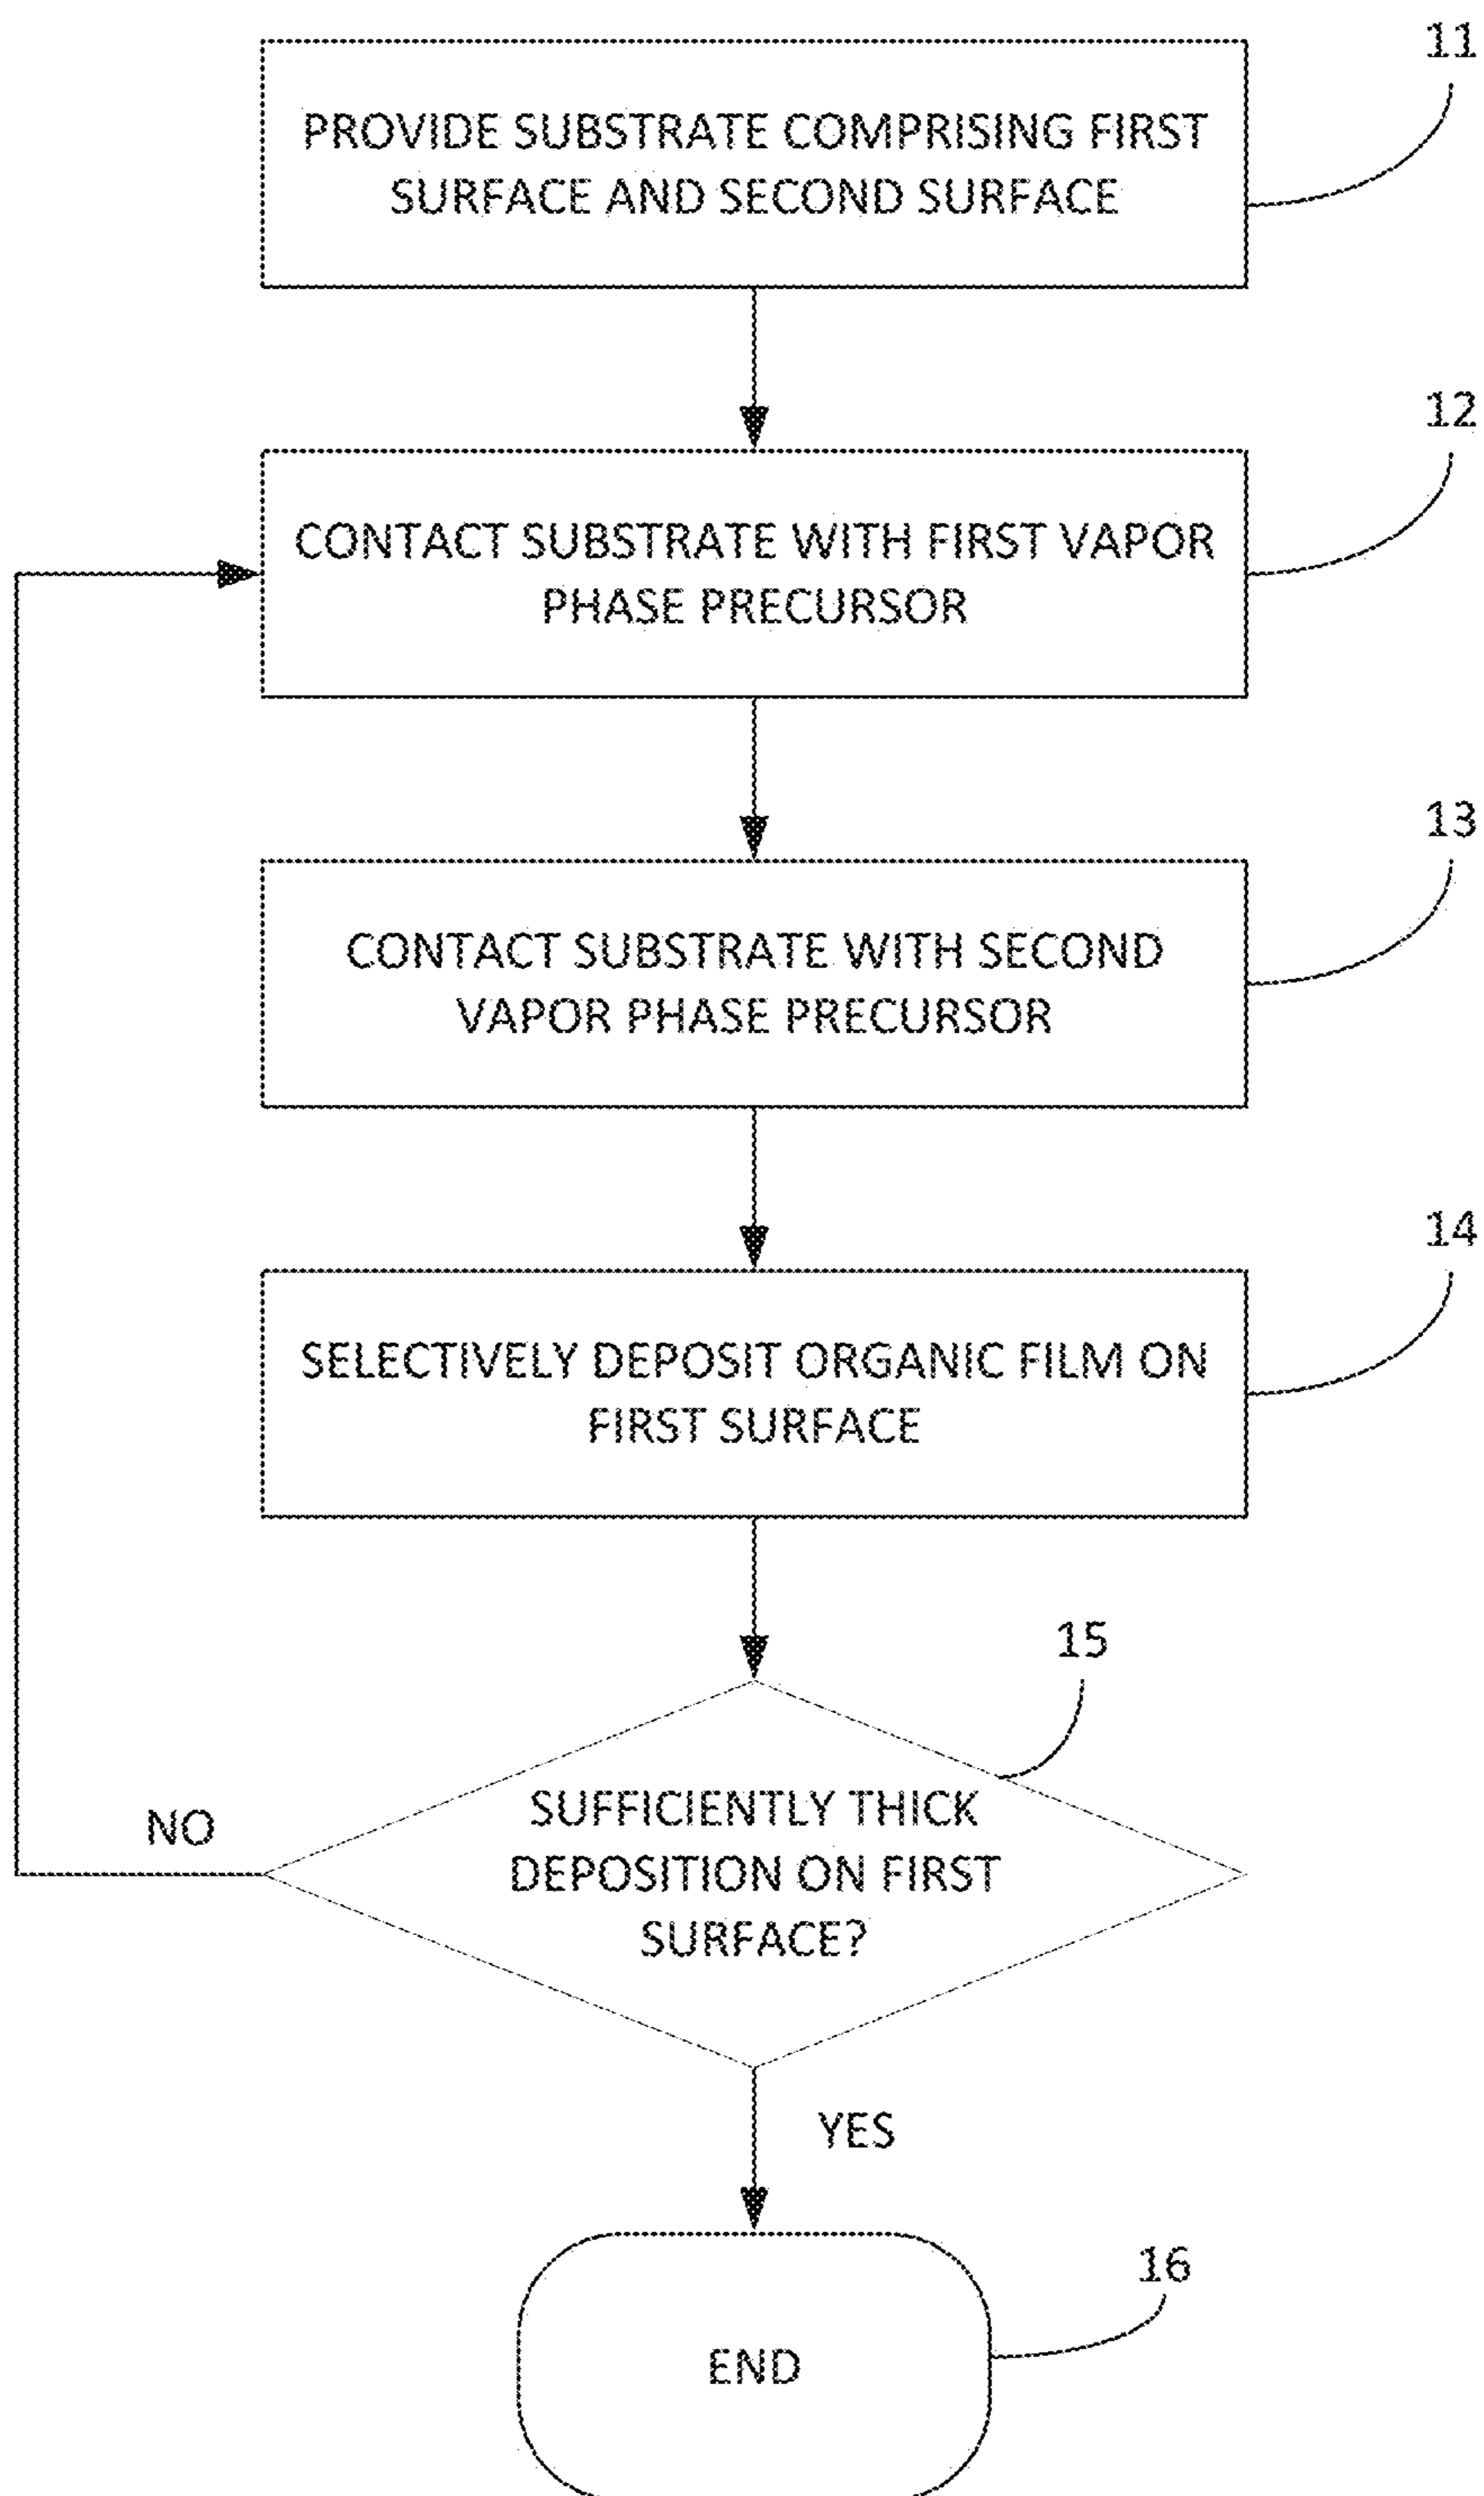 11
PROVIDE SUBSTRATE COMPRISING FIRST
SURFACE AND SECOND SURFACE
12
CONTACT SUBSTRATE WITH FIRST VAPOR
PHASE PRECURSOR
13
CONTACT SUBSTRATE WITH SECOND
VAPOR PHASE PRECURSOR
14
SELECTIVELY DEPOSIT ORGANIC FILM ON
FIRST SURFACE
15
SUFFICIENTLY THICK
DEPOSITION ON FIRST
SURFACE?
NO
YES
16
END